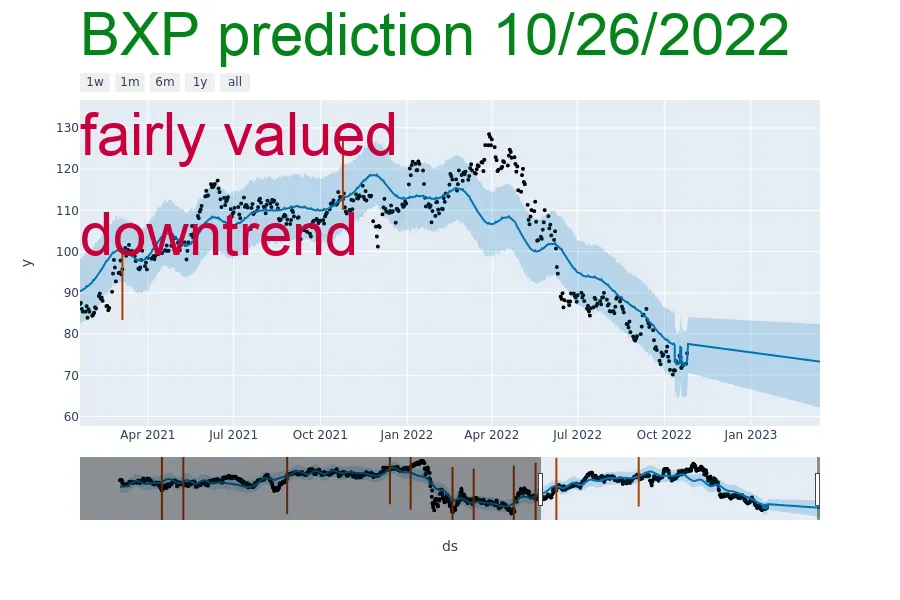 BXP prediction 10/26/2022
1w 1m 6m 1y all
fairly valued
downtrend
y
130
120
110
100
90
80
70
60
Apr 2021 Jul 2021 Oct 2021 Jan 2022 Apr 2022 Jul 2022 Oct 2022 Jan 2023
ds